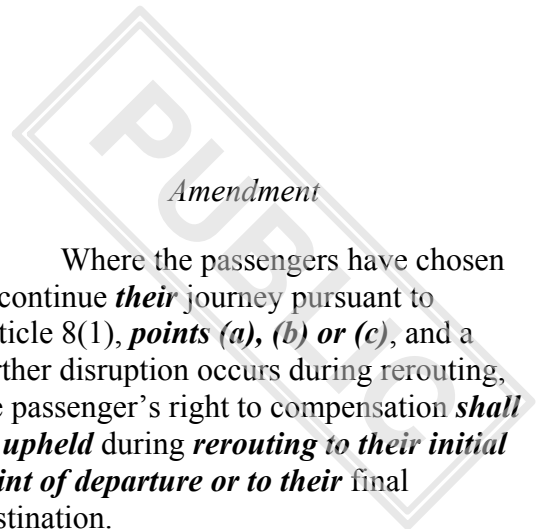 Amendment
Where the passengers have chosen
continue their journey pursuant to
ticle 8(1), points (a), (b) or (c), and a
rther disruption occurs during rerouting,
e passenger's right to compensation shall
upheld during rerouting to their initial
int of departure or to their final
stination.
PUBLIC